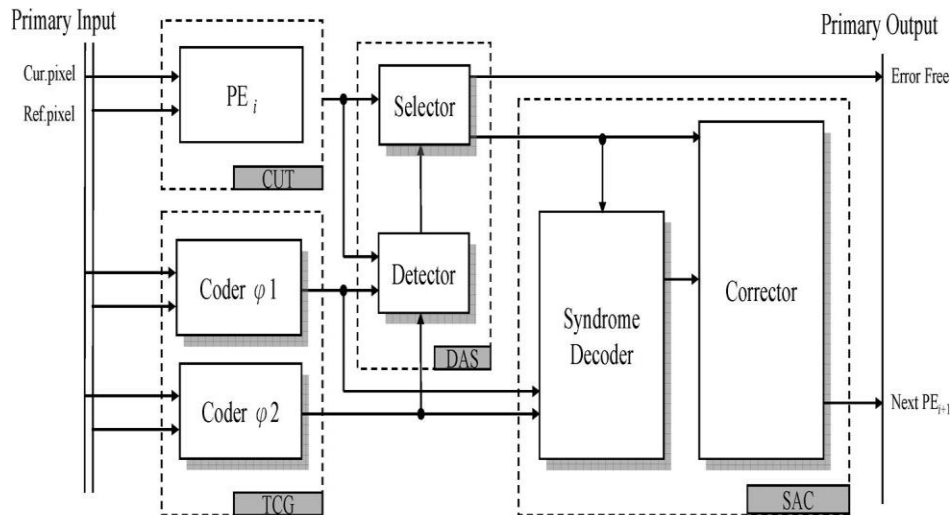 Primary Input
Primary Output
Cur.pixel
Ref.pixel
PE i
CUT
Selector
Error Free
Coder φ1
Detector
DAS
Syndrome
Decoder
Corrector
Coder φ2
TCG
Next PEi+1
SAC